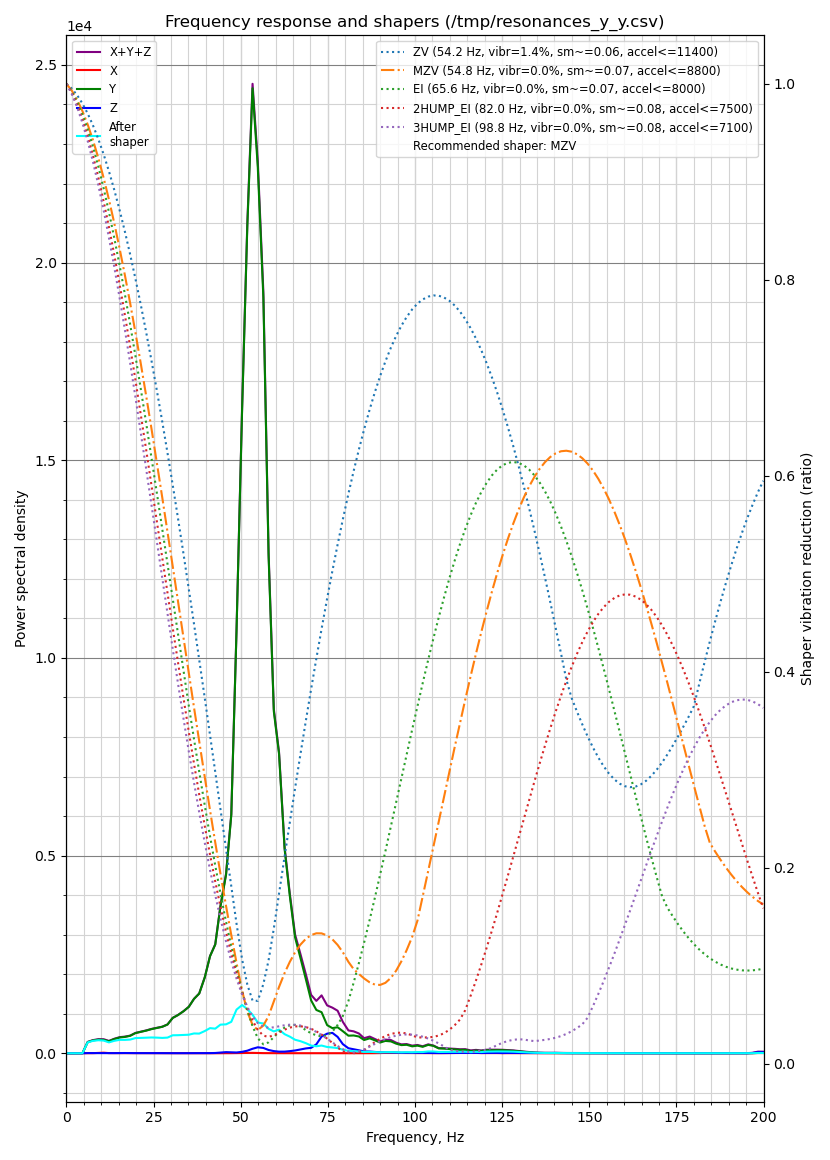 Frequency response and shapers (/tmp/resonances_y_y.csv)
1e4
X+Y+Z
X
Y
Z
After
shaper
ZV (54.2 Hz, vibr=1.4%, sm~=0.06, accel<=11400)
MZV (54.8 Hz, vibr=0.0%, sm~=0.07, accel<=8800)
EI (65.6 Hz, vibr=0.0%, sm~=0.07, accel<=8000)
2HUMP_EI (82.0 Hz, vibr=0.0%, sm~=0.08, accel<=7500)
3HUMP_EI (98.8 Hz, vibr=0.0%, sm~=0.08, accel<=7100)
Recommended shaper: MZV
2.5
2.0
1.5
1.0
0.5
0.0
Power spectral density
1.0
0.8
0.6
0.4
0.2
0.0
Shaper vibration reduction (ratio)
0 25 50 75 100 125 150 175 200
Frequency, Hz